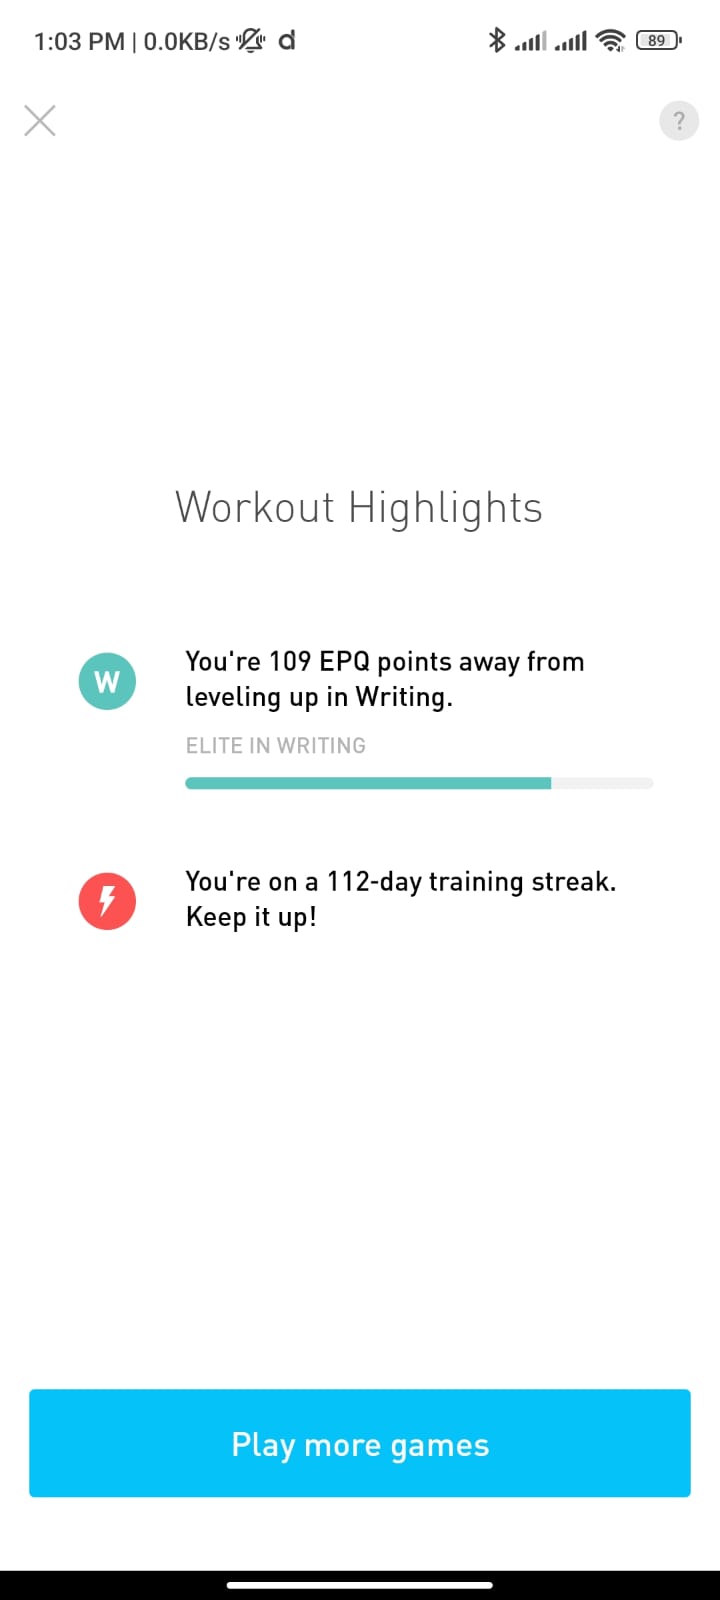 1:03 PM | 0.0KB/s d 89
?
Workout Highlights
W
You're 109 EPQ points away from
leveling up in Writing.
ELITE IN WRITING
You're on a 112-day training streak.
Keep it up!
Play more games